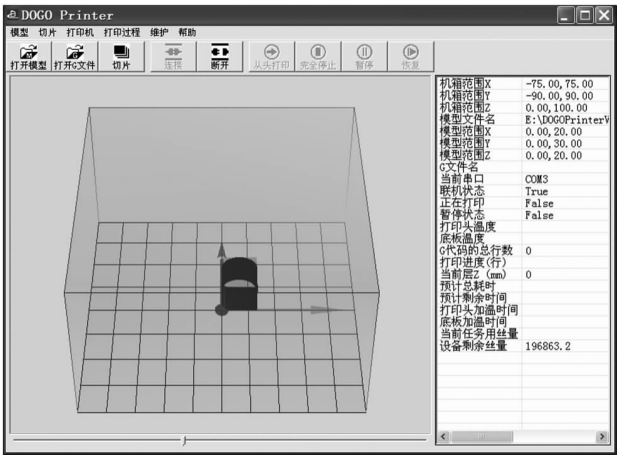 DOGO Printer
模型 切片 打印机 打印过程 维护 帮助
打开模型 打开G文件 切片 连接 断开 从头打印 完全停止 暂停 恢复
机箱范围X -75.00,75.00
机箱范围Y -90.00,90.00
机箱范围Z 0.00,100.00
模型文件名 E:\DOGOPrinterV
模型范围X 0.00,20.00
模型范围Y 0.00,30.00
模型范围Z 0.00,20.00
G文件名
当前串口 COM3
联机状态 True
正在打印 False
暂停状态 False
打印头温度
底板温度
G代码的总行数 0
打印进度(行)
当前层Z (mm) 0
预计总耗时
预计剩余时间
打印头加温时间
底板加温时间
当前任务用丝量
设备剩余丝量 196863.2